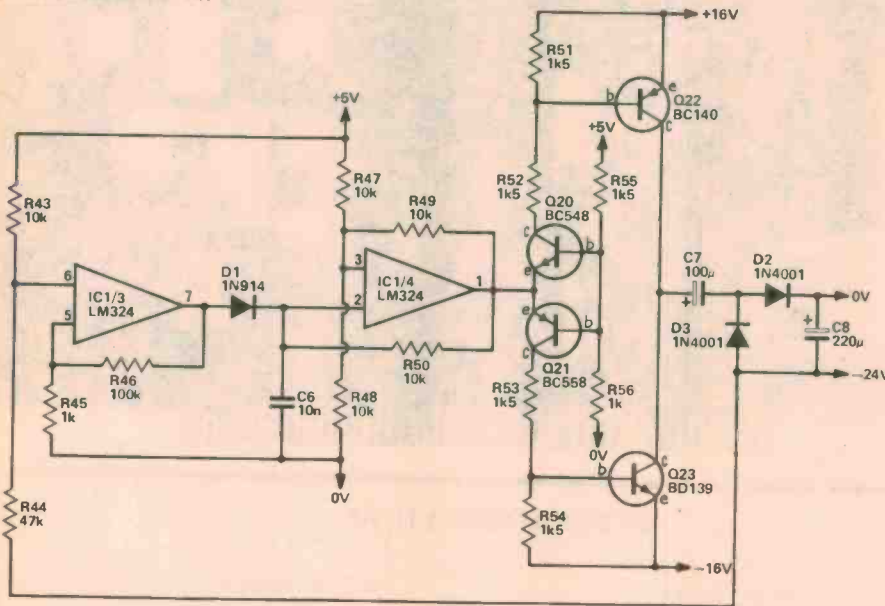 +16V
R51
1k5
b
e
c
Q22
BC140
+5V
+5V
R43
10k
R47
10k
R49
10k
R52
1k5
R55
1k5
Q20
BC548
c
b
e
6
5
7
IC1/3
LM324
D1
1N914
3
2
1
IC1/4
LM324
C7
100µ
+
D2
1N4001
0V
D3
1N4001
+
C8
220µ
-24V
e
b
c
Q21
BC558
R46
100k
R50
10k
R45
1k
C6
10n
R48
10k
R53
1k5
R56
1k
0V
0V
R44
47k
b
c
e
Q23
BD139
R54
1k5
-16V